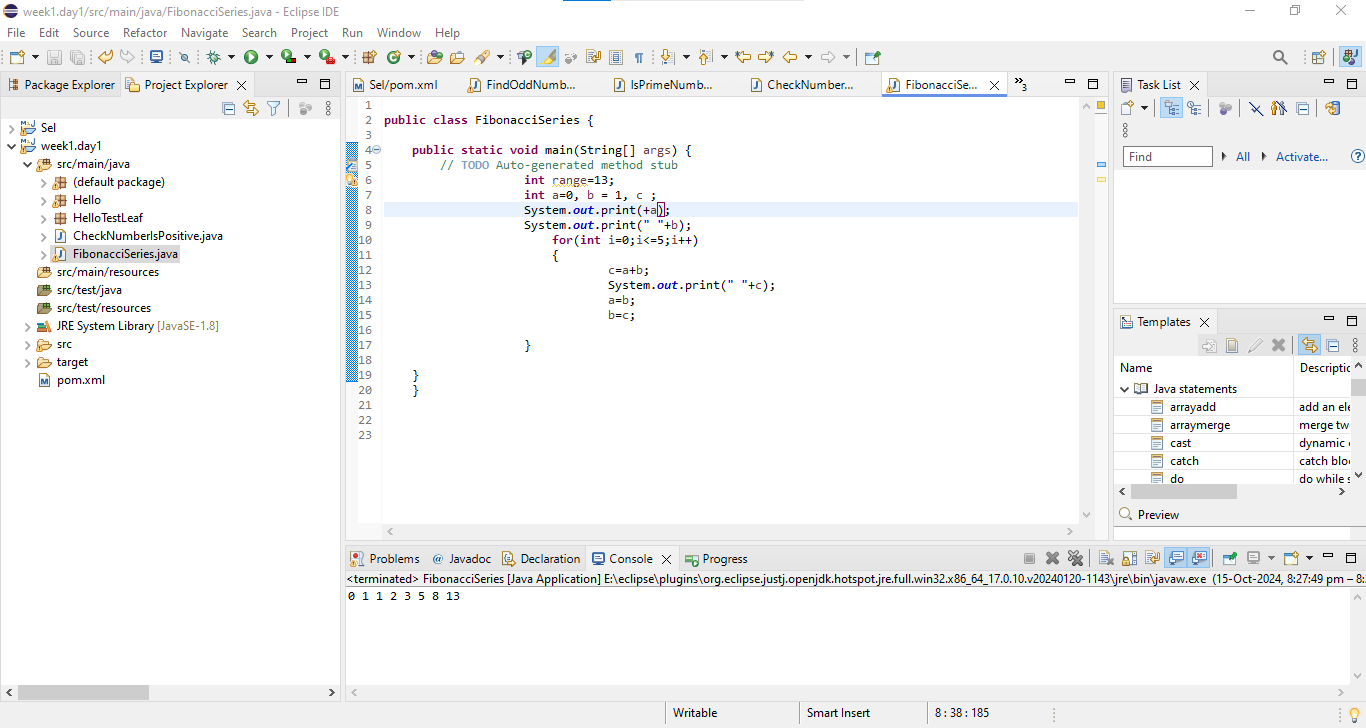 week1.day1/src/main/java/FibonacciSeries.java - Eclipse IDE
File Edit Source Refactor Navigate Search Project Run Window Help
Package Explorer Project Explorer
Sel
week1.day1
src/main/java
(default package)
Hello
HelloTestLeaf
CheckNumberIsPositive.java
FibonacciSeries.java
src/main/resources
src/test/java
src/test/resources
JRE System Library [JavaSE-1.8]
src
target
pom.xml
Sel/pom.xml FindOddNumb... IsPrimeNumb... CheckNumber... FibonacciSe... »3
1
2 public class FibonacciSeries {
3
4 public static void main(String[] args) {
5 // TODO Auto-generated method stub
6 int range=13;
7 int a=0, b = 1, c ;
8 System.out.print(+a);
9 System.out.print(" "+b);
10 for(int i=0;i<=5;i++)
11 {
12 c=a+b;
13 System.out.print(" "+c);
14 a=b;
15 b=c;
16
17 }
18
19 }
20 }
21
22
23
Task List
Find All Activate...
Templates
Name Descriptic
Java statements
arrayadd add an ele
arraymerge merge tw
cast dynamic
catch catch blo
do do while s
Preview
Problems @ Javadoc Declaration Console Progress
<terminated> FibonacciSeries [Java Application] E:\eclipse\plugins\org.eclipse.justj.openjdk.hotspot.jre.full.win32.x86_64_17.0.10.v20240120-1143\jre\bin\javaw.exe (15-Oct-2024, 8:27:49 pm – 8:
0 1 1 2 3 5 8 13
Writable Smart Insert 8 : 38 : 185